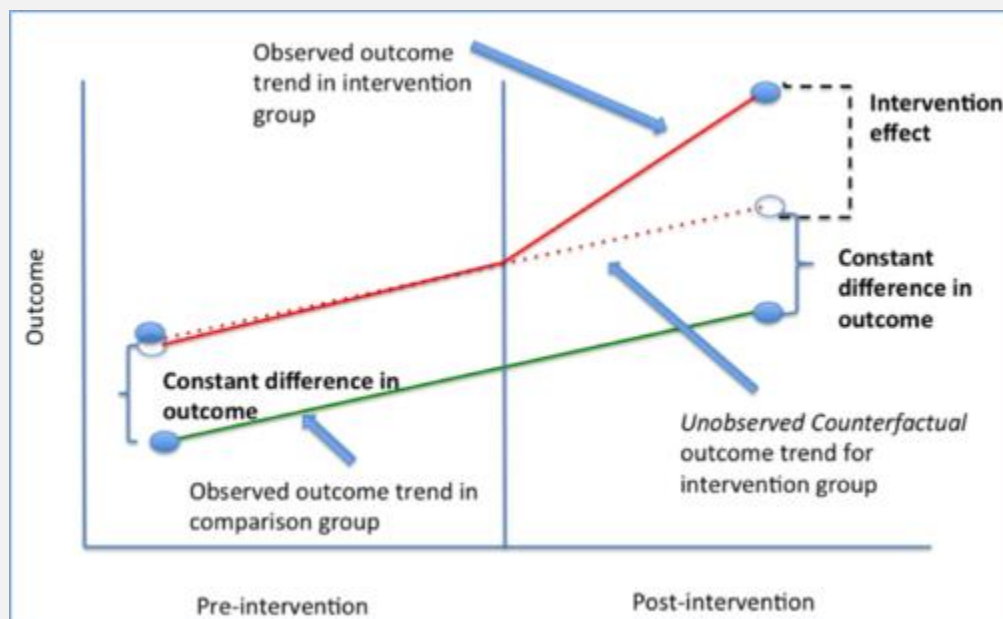 Observed outcome
trend in intervention
group
Intervention
effect
Outcome
Constant difference in
outcome
Constant
difference in
outcome
Observed outcome trend in
comparison group
Unobserved Counterfactual
outcome trend for
intervention group
Pre-intervention
Post-intervention